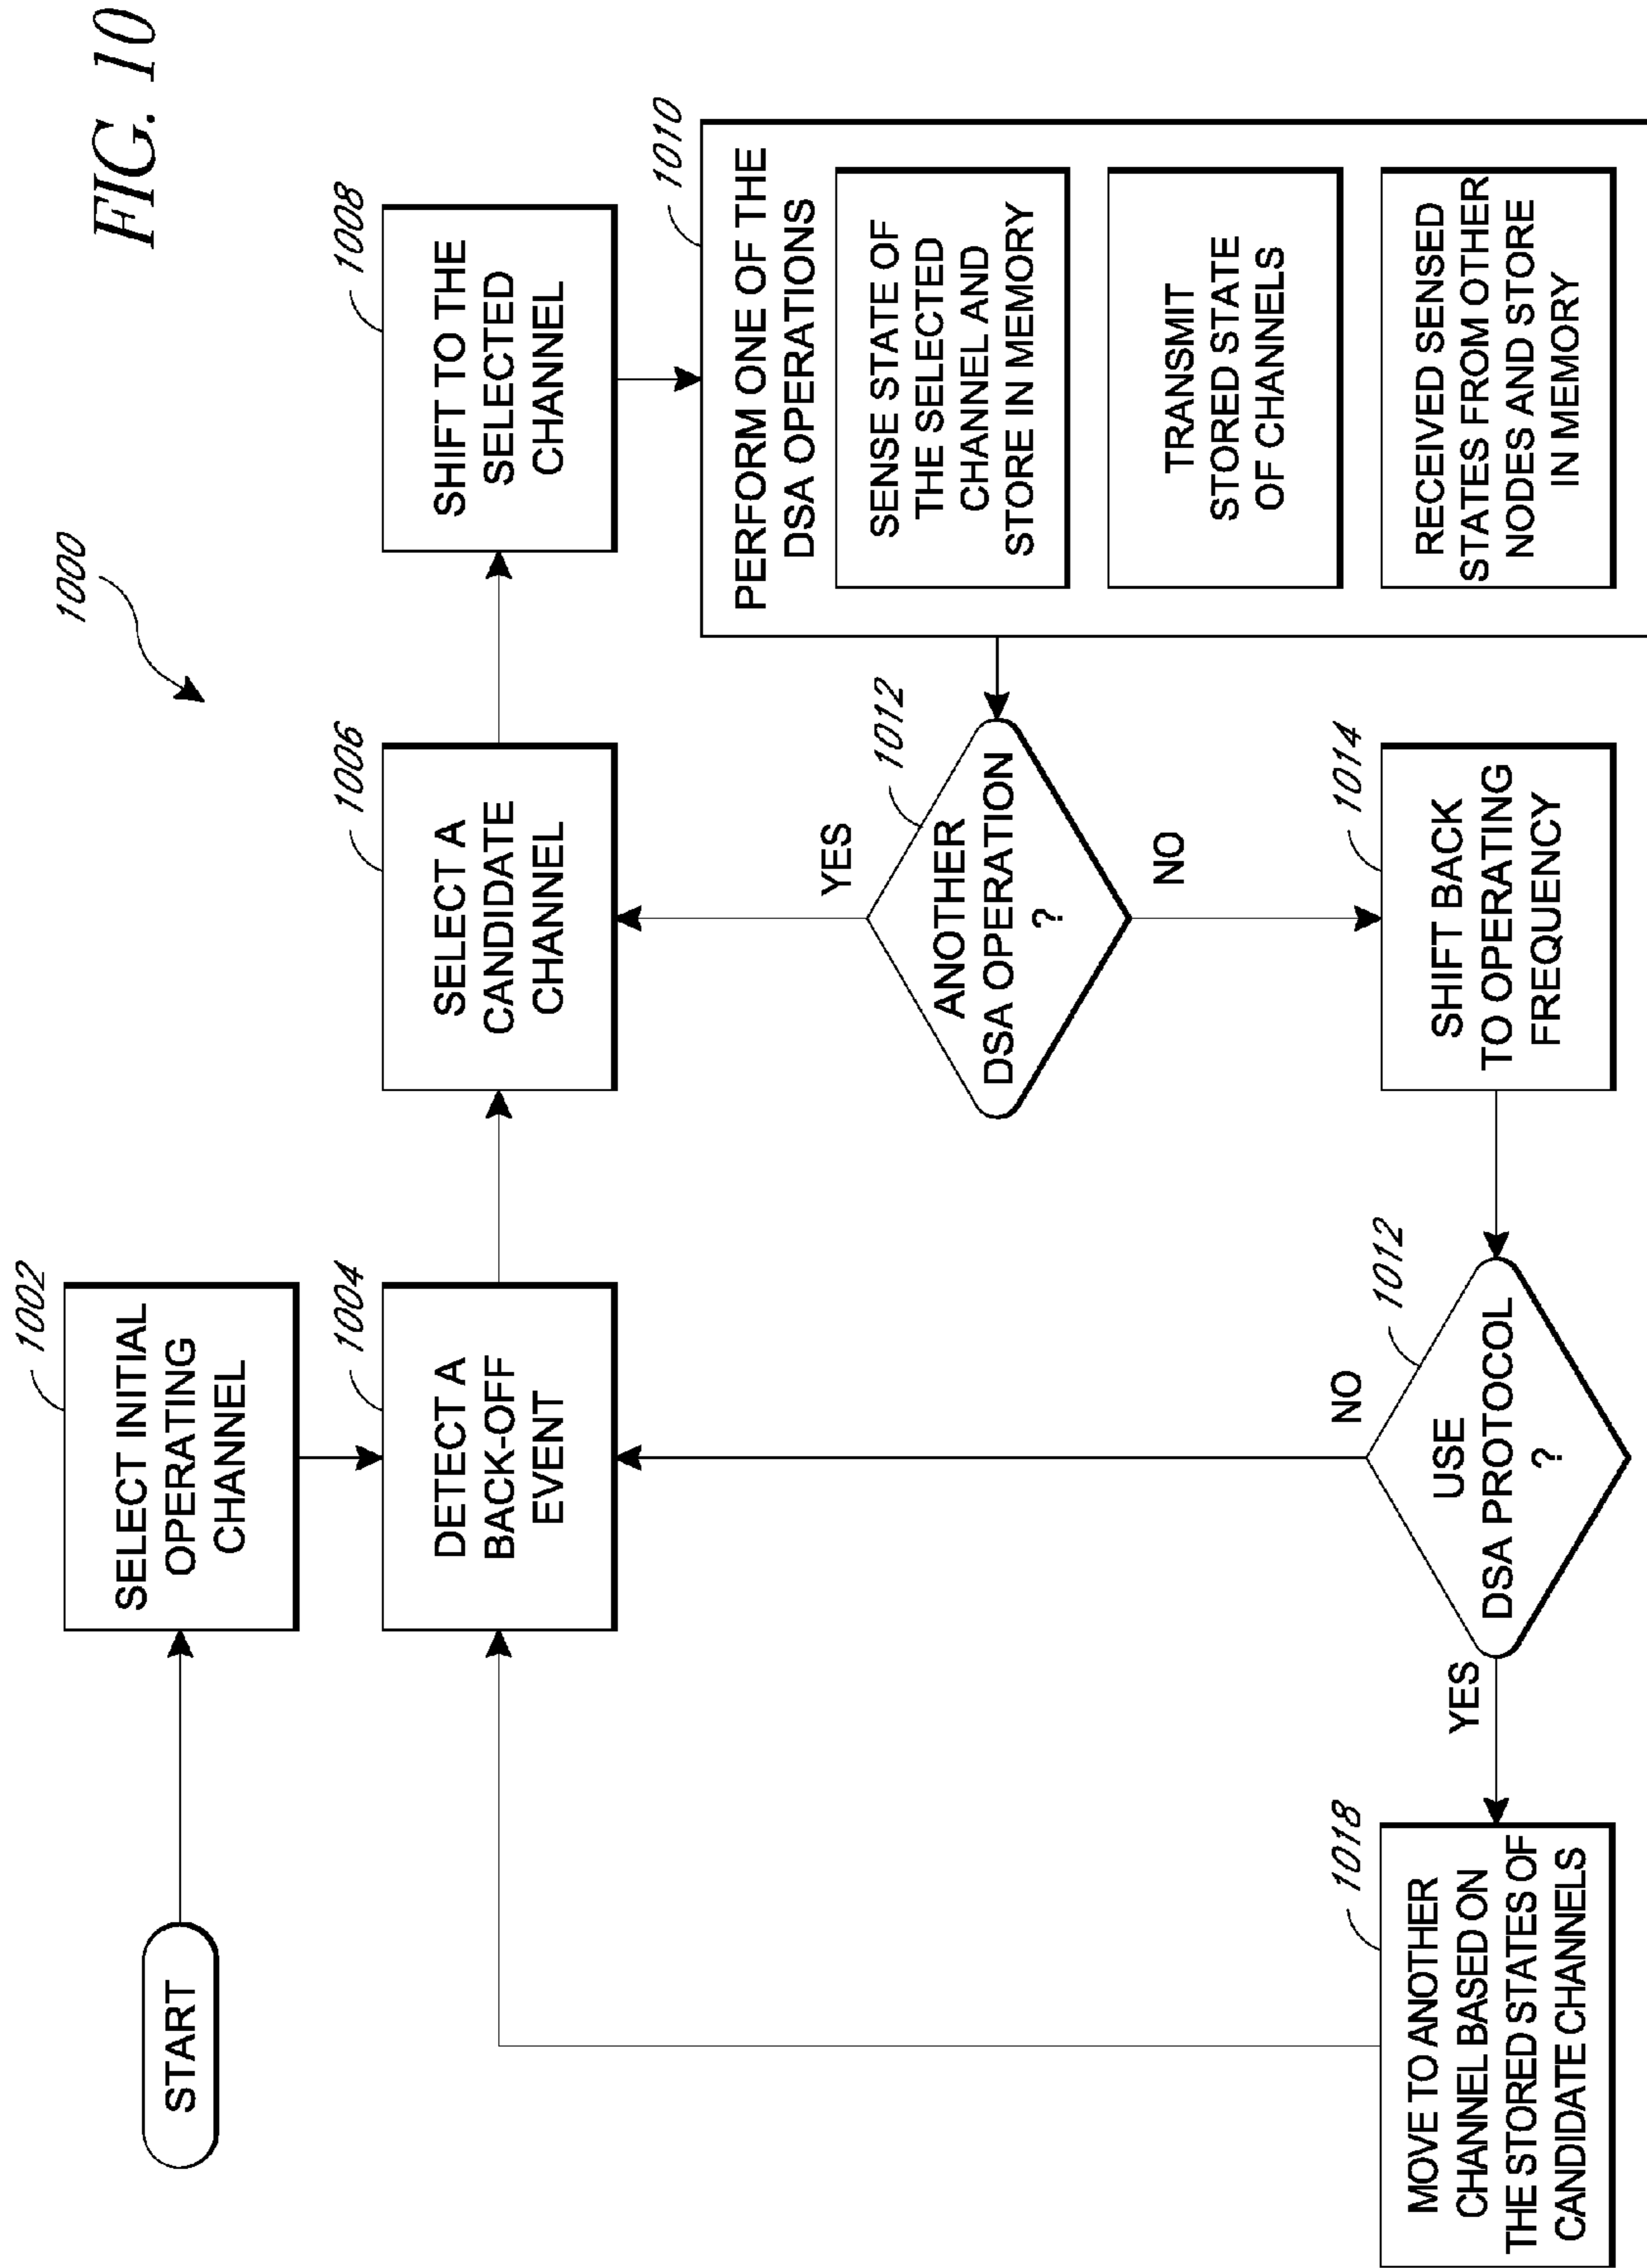 FIG. 10
1000
START
1002
SELECT INITIAL
OPERATING
CHANNEL
1004
DETECT A
BACK-OFF
EVENT
1006
SELECT A
CANDIDATE
CHANNEL
1008
SHIFT TO THE
SELECTED
CHANNEL
1010
PERFORM ONE OF THE
DSA OPERATIONS
SENSE STATE OF
THE SELECTED
CHANNEL AND
STORE IN MEMORY
TRANSMIT
STORED STATE
OF CHANNELS
RECEIVED SENSED
STATES FROM OTHER
NODES AND STORE
IN MEMORY
1012
ANOTHER
DSA OPERATION
?
YES
NO
1014
SHIFT BACK
TO OPERATING
FREQUENCY
1012
USE
DSA PROTOCOL
?
NO
YES
1018
MOVE TO ANOTHER
CHANNEL BASED ON
THE STORED STATES OF
CANDIDATE CHANNELS